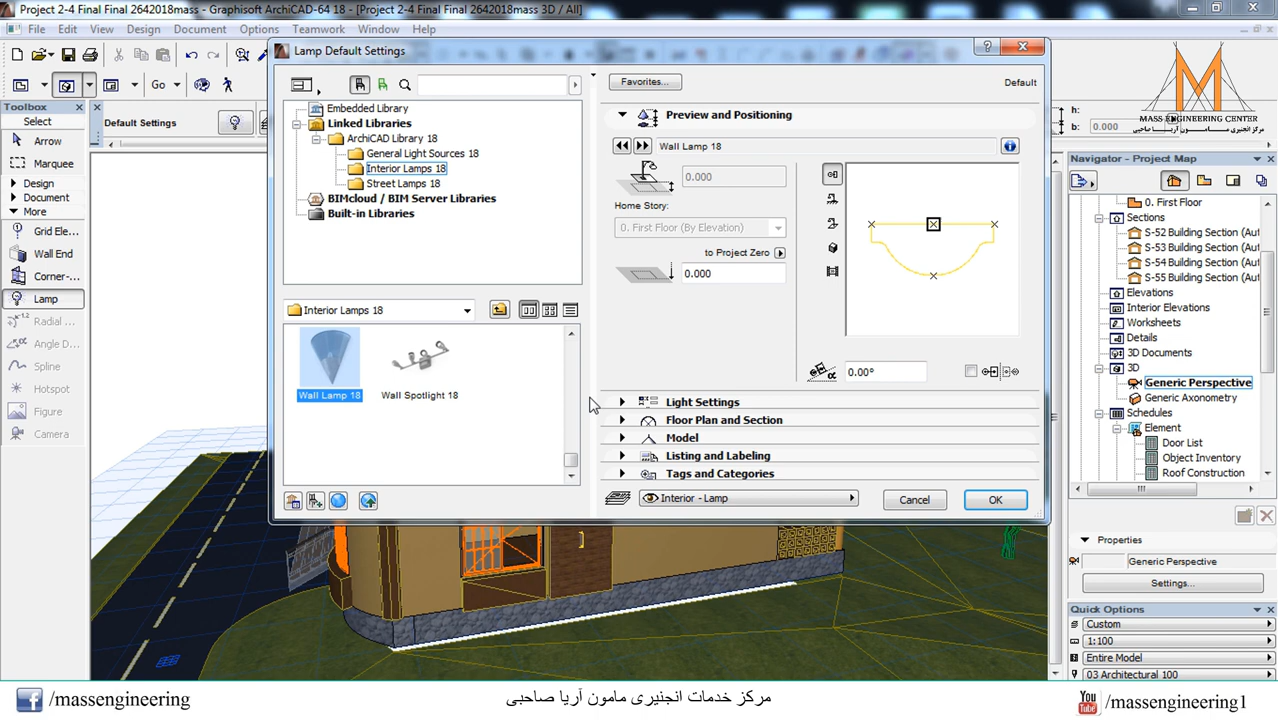 Project 2-4 Final Final 2642018mass - Graphisoft ArchiCAD-64 18 - [Project 2-4 Final Final 2642018mass 3D / All]
File Edit View Design Document Options Teamwork Window Help
Lamp Default Settings
MASS ENGINEERING CENTER
Go
Toolbox
Select
Arrow
Marquee
Design
Document
More
Grid Ele...
Wall End
Corner-...
Lamp
Radial ...
Angle D...
Spline
Hotspot
Figure
Camera
Default Settings
Embedded Library
Linked Libraries
ArchiCAD Library 18
General Light Sources 18
Interior Lamps 18
Street Lamps 18
BIMcloud / BIM Server Libraries
Built-in Libraries
Interior Lamps 18
Wall Lamp 18
Wall Spotlight 18
Favorites...
Default
Preview and Positioning
Wall Lamp 18
0.000
Home Story:
0. First Floor (By Elevation)
to Project Zero
0.000
0.00°
Light Settings
Floor Plan and Section
Model
Listing and Labeling
Tags and Categories
Interior - Lamp
Cancel
OK
h:
b:
0.000
Navigator - Project Map
0. First Floor
Sections
S-52 Building Section (Aut
S-53 Building Section (Aut
S-54 Building Section (Aut
S-55 Building Section (Aut
Elevations
Interior Elevations
Worksheets
Details
3D Documents
3D
Generic Perspective
Generic Axonometry
Schedules
Element
Door List
Object Inventory
Roof Construction
Properties
Generic Perspective
Settings...
Quick Options
Custom
1:100
Entire Model
03 Architectural 100
/massengineering
مرکز خدمات انجنیری مامون آریا صاحبی
You Tube
/massengineering1